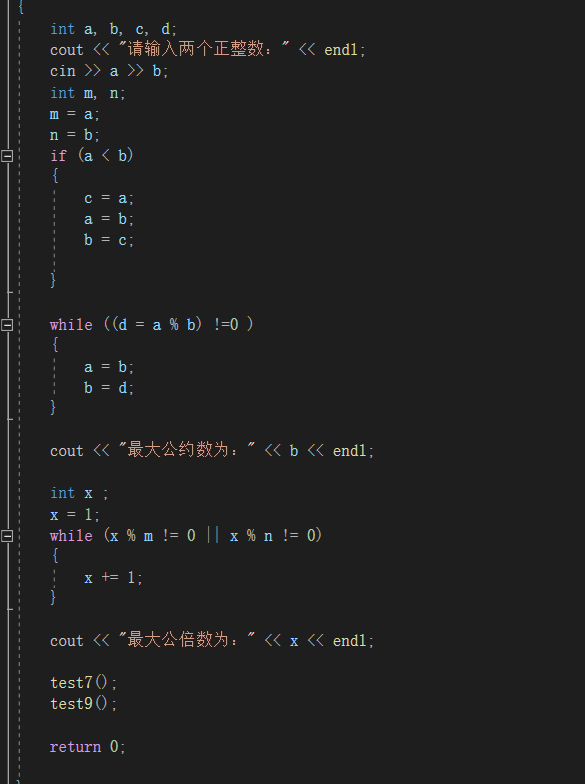 {
int a, b, c, d;
cout << "请输入两个正整数：" << endl;
cin >> a >> b;
int m, n;
m = a;
n = b;
if (a < b)
{
c = a;
a = b;
b = c;
}
while ((d = a % b) !=0 )
{
a = b;
b = d;
}
cout << "最大公约数为：" << b << endl;
int x ;
x = 1;
while (x % m != 0 || x % n != 0)
{
x += 1;
}
cout << "最大公倍数为：" << x << endl;
test7();
test9();
return 0;
}